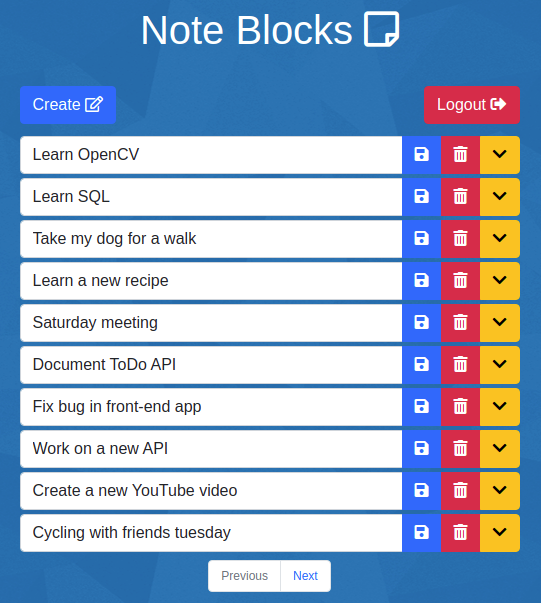 Note Blocks
Create
Logout
Learn OpenCV
Learn SQL
Take my dog for a walk
Learn a new recipe
Saturday meeting
Document ToDo API
Fix bug in front-end app
Work on a new API
Create a new YouTube video
Cycling with friends tuesday
Previous Next